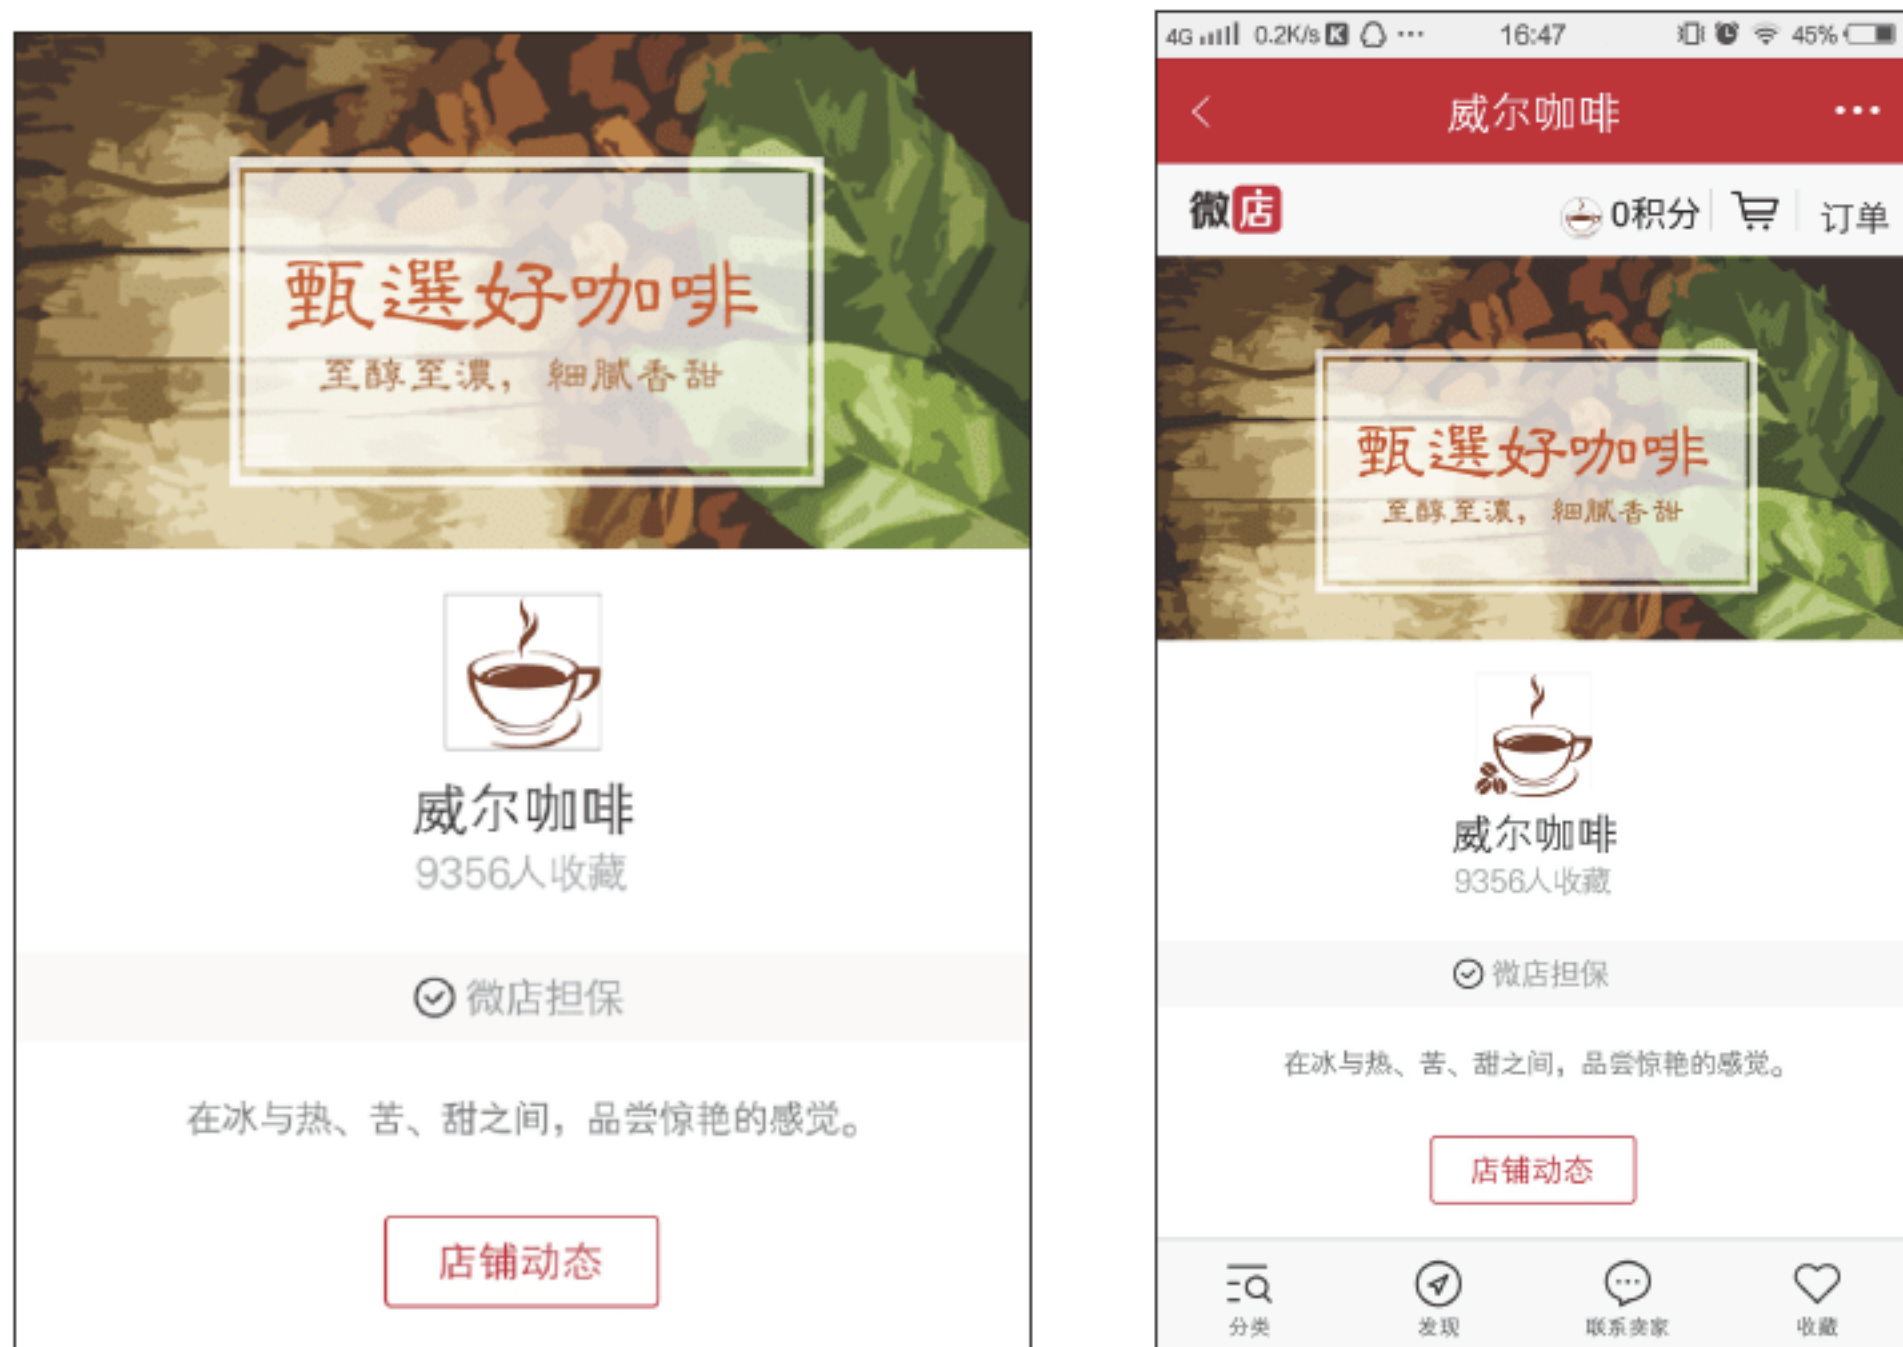 甄選好咖啡
至醇至濃，細膩香甜
威尔咖啡
9356人收藏
微店担保
在冰与热、苦、甜之间，品尝惊艳的感觉。
店铺动态
4G 0.2K/s K ··· 16:47 45%
威尔咖啡
微店 0积分 订单
甄選好咖啡
至醇至濃，細膩香甜
威尔咖啡
9356人收藏
微店担保
在冰与热、苦、甜之间，品尝惊艳的感觉。
店铺动态
分类 发现 联系卖家 收藏